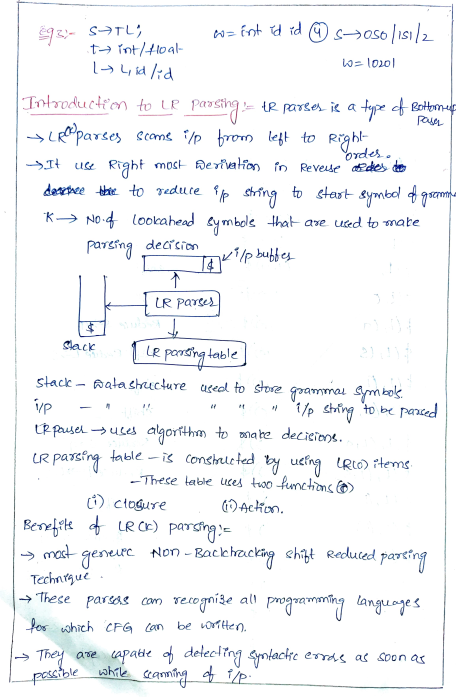 eg2:- S→TL; w= int id id ④ S→0S0/1S1/2
t→ int/float
L→ L,id/id w=10201
Introduction to LR Parsing:- LR parser is a type of Bottom-up Parser
→ LR(k) parses scans i/p from left to Right order.
→ It use Right most Derivation in Reverse
to reduce i/p string to start symbol of gramm
K → No.of lookahead symbols that are used to make
parsing decision
$ i/p buffer
LR parser
$
Stack
LR parsing table
Stack - Data structure used to store grammar symbols.
i/p - " " " " " i/p string to be parsed
LR parser → uses algorithm to make decisions.
LR parsing table - is constructed by using LR(0) items
- These table uses two functions
(i) closure (ii) Action.
Benefits of LR(K) parsing:=
→ most generic Non-Backtracking shift Reduced parsing
Technique.
→ These parsers can recognize all programming languages
for which CFG can be written.
→ They are capable of detecting syntactic errors as soon as
possible while scanning of i/p.